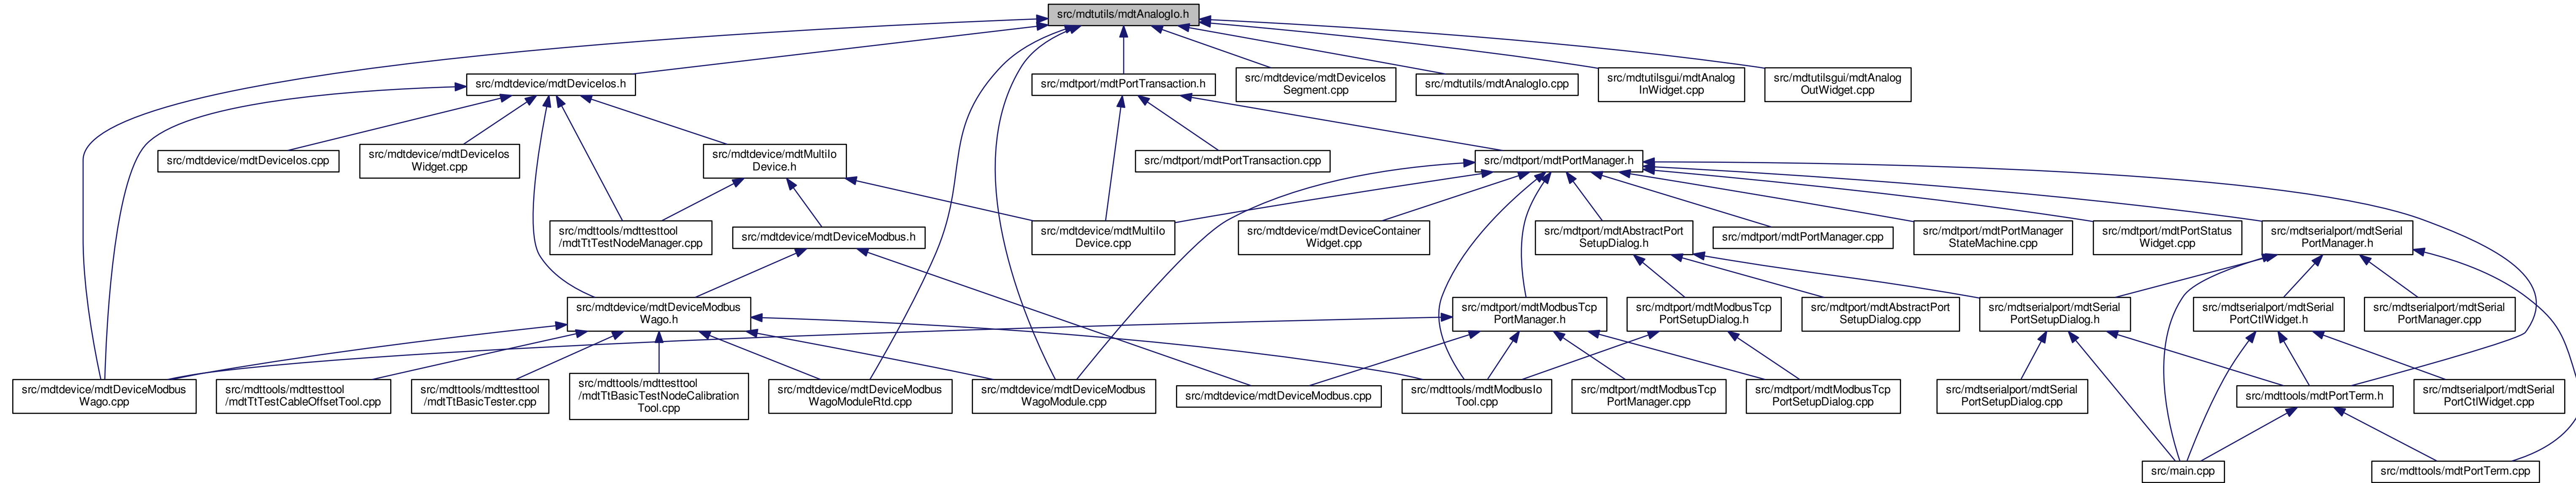 src/mdtutils/mdtAnalogIo.h
src/mdtdevice/mdtDeviceIos.h
src/mdtport/mdtPortTransaction.h
src/mdtdevice/mdtDeviceIos
Segment.cpp
src/mdtutils/mdtAnalogIo.cpp
src/mdtutilsgui/mdtAnalog
InWidget.cpp
src/mdtutilsgui/mdtAnalog
OutWidget.cpp
src/mdtdevice/mdtDeviceIos.cpp
src/mdtdevice/mdtDeviceIos
Widget.cpp
src/mdtdevice/mdtMultiIo
Device.h
src/mdtport/mdtPortTransaction.cpp
src/mdtport/mdtPortManager.h
src/mdttools/mdttesttool
/mdtTtTestNodeManager.cpp
src/mdtdevice/mdtDeviceModbus.h
src/mdtdevice/mdtMultiIo
Device.cpp
src/mdtdevice/mdtDeviceContainer
Widget.cpp
src/mdtport/mdtAbstractPort
SetupDialog.h
src/mdtport/mdtPortManager.cpp
src/mdtport/mdtPortManager
StateMachine.cpp
src/mdtport/mdtPortStatus
Widget.cpp
src/mdtserialport/mdtSerial
PortManager.h
src/mdtdevice/mdtDeviceModbus
Wago.h
src/mdtport/mdtModbusTcp
PortManager.h
src/mdtport/mdtModbusTcp
PortSetupDialog.h
src/mdtport/mdtAbstractPort
SetupDialog.cpp
src/mdtserialport/mdtSerial
PortSetupDialog.h
src/mdtserialport/mdtSerial
PortCtlWidget.h
src/mdtserialport/mdtSerial
PortManager.cpp
src/mdtdevice/mdtDeviceModbus
Wago.cpp
src/mdttools/mdttesttool
/mdtTtTestCableOffsetTool.cpp
src/mdttools/mdttesttool
/mdtTtBasicTester.cpp
src/mdttools/mdttesttool
/mdtTtBasicTestNodeCalibration
Tool.cpp
src/mdtdevice/mdtDeviceModbus
WagoModuleRtd.cpp
src/mdtdevice/mdtDeviceModbus
WagoModule.cpp
src/mdtdevice/mdtDeviceModbus.cpp
src/mdttools/mdtModbusIo
Tool.cpp
src/mdtport/mdtModbusTcp
PortManager.cpp
src/mdtport/mdtModbusTcp
PortSetupDialog.cpp
src/mdtserialport/mdtSerial
PortSetupDialog.cpp
src/mdttools/mdtPortTerm.h
src/mdtserialport/mdtSerial
PortCtlWidget.cpp
src/main.cpp
src/mdttools/mdtPortTerm.cpp